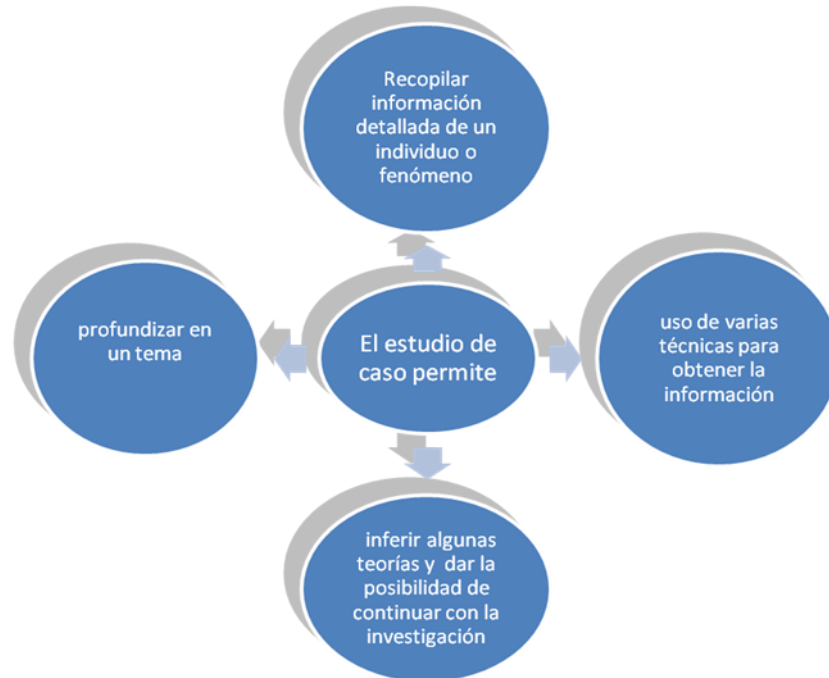 Recopilar
información
detallada de un
individuo o
fenómeno
profundizar en
un tema
El estudio de
caso permite
uso de varias
técnicas para
obtener la
información
inferir algunas
teorías y dar la
posibilidad de
continuar con la
investigación